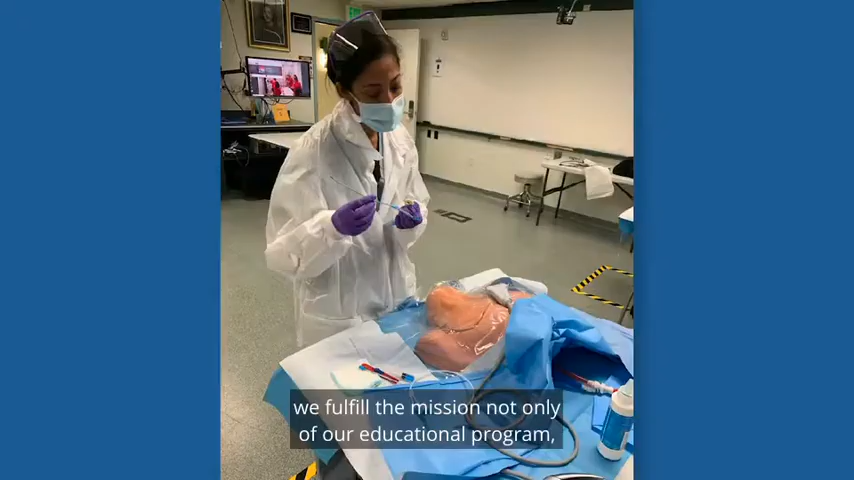 we fulfill the mission not only
of our educational program,